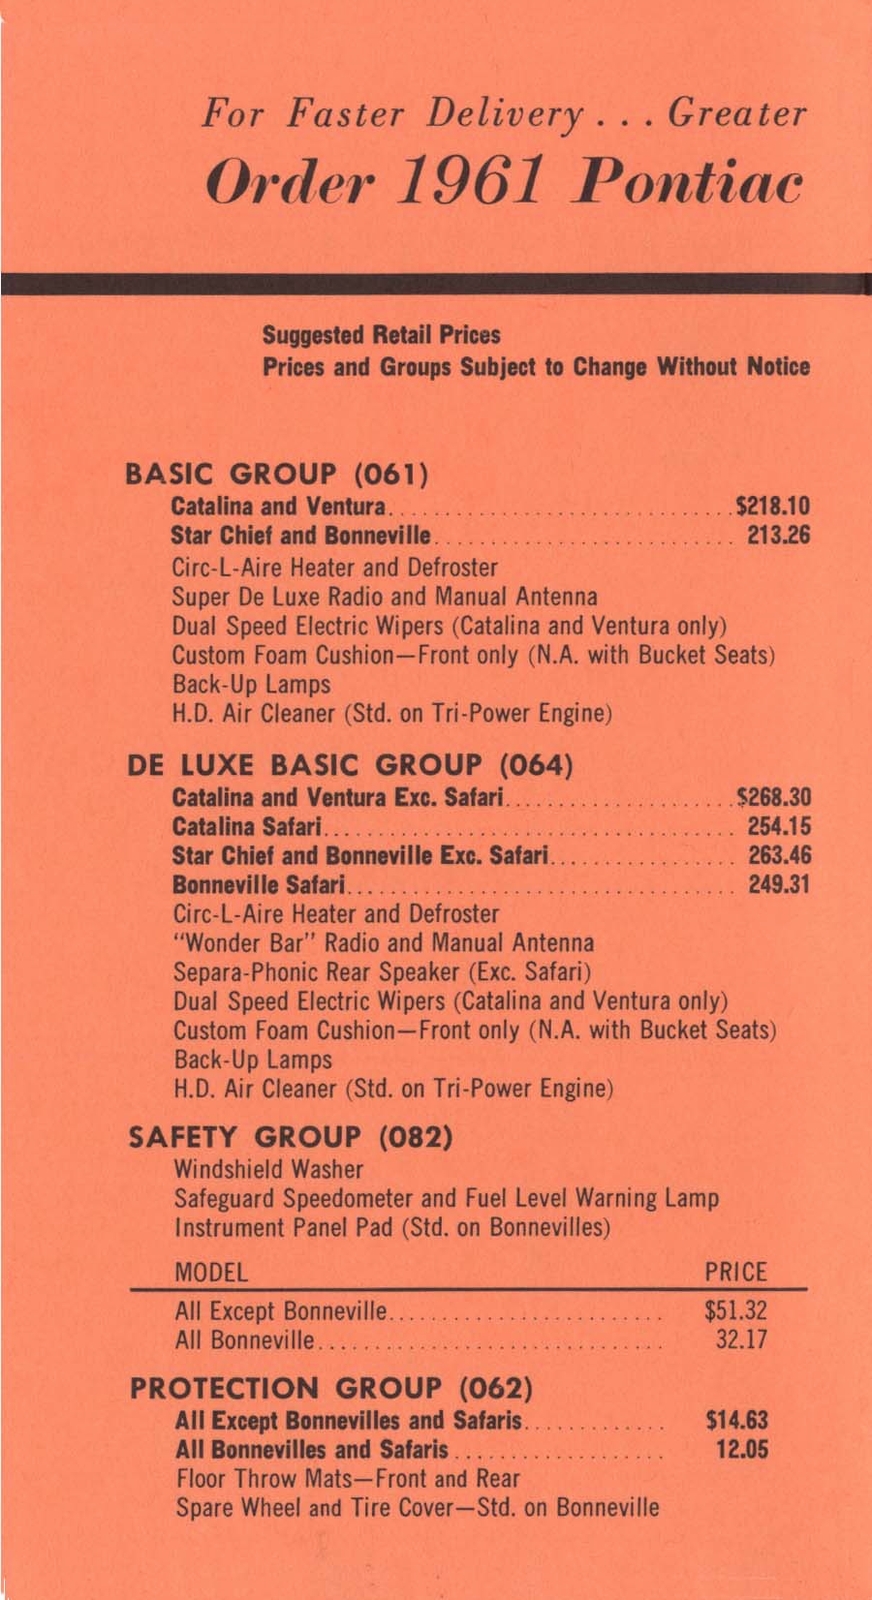 For Faster Delivery . . . Greater
Order 1961 Pontiac
Suggested Retail Prices
Prices and Groups Subject to Change Without Notice
BASIC GROUP (061)
Catalina and Ventura.............................$218.10
Star Chief and Bonneville.......................... 213.26
Circ-L-Aire Heater and Defroster
Super De Luxe Radio and Manual Antenna
Dual Speed Electric Wipers (Catalina and Ventura only)
Custom Foam Cushion—Front only (N.A. with Bucket Seats)
Back-Up Lamps
H.D. Air Cleaner (Std. on Tri-Power Engine)
DE LUXE BASIC GROUP (064)
Catalina and Ventura Exc. Safari....................$268.30
Catalina Safari.................................... 254.15
Star Chief and Bonneville Exc. Safari................ 263.46
Bonneville Safari.................................. 249.31
Circ-L-Aire Heater and Defroster
"Wonder Bar" Radio and Manual Antenna
Separa-Phonic Rear Speaker (Exc. Safari)
Dual Speed Electric Wipers (Catalina and Ventura only)
Custom Foam Cushion—Front only (N.A. with Bucket Seats)
Back-Up Lamps
H.D. Air Cleaner (Std. on Tri-Power Engine)
SAFETY GROUP (082)
Windshield Washer
Safeguard Speedometer and Fuel Level Warning Lamp
Instrument Panel Pad (Std. on Bonnevilles)
MODEL PRICE
All Except Bonneville......................... $51.32
All Bonneville............................... 32.17
PROTECTION GROUP (062)
All Except Bonnevilles and Safaris............. $14.63
All Bonnevilles and Safaris................... 12.05
Floor Throw Mats—Front and Rear
Spare Wheel and Tire Cover—Std. on Bonneville